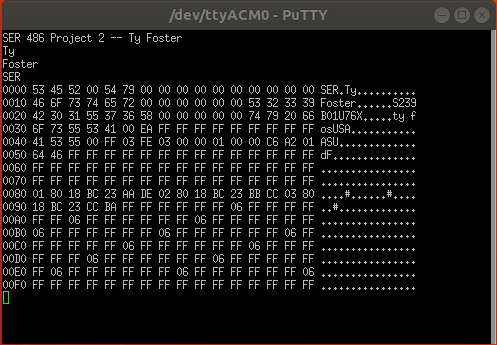 /dev/ttyACM0 - PuTTY
SER 486 Project 2 -- Ty Foster
Ty
Foster
SER
0000 53 45 52 00 54 79 00 00 00 00 00 00 00 00 00 00 SER.Ty..........
0010 46 6F 73 74 65 72 00 00 00 00 00 00 53 32 33 39 Foster......S239
0020 42 30 31 55 37 36 58 00 00 00 00 00 74 79 20 66 B01U76X.....ty f
0030 6F 73 55 53 41 00 EA FF FF FF FF FF FF FF FF FF osUSA...........
0040 41 53 55 00 FF 03 FE 03 00 00 01 00 00 C6 A2 01 ASU.............
0050 64 46 FF FF FF FF FF FF FF FF FF FF FF FF FF FF dF..............
0060 FF FF FF FF FF FF FF FF FF FF FF FF FF FF FF FF ................
0070 FF FF FF FF FF FF FF FF FF FF FF FF FF FF FF FF ................
0080 01 80 18 BC 23 AA DE 02 80 18 BC 23 BB CC 03 80 ....#......#....
0090 18 BC 23 CC BA FF FF FF FF 06 FF FF FF FF FF FF ..#.............
00A0 FF FF 06 FF FF FF FF FF FF 06 FF FF FF FF FF FF ................
00B0 06 FF FF FF FF FF FF 06 FF FF FF FF FF FF 06 FF ................
00C0 FF FF FF FF FF 06 FF FF FF FF FF FF 06 FF FF FF ................
00D0 FF FF FF 06 FF FF FF FF FF FF 06 FF FF FF FF FF ................
00E0 FF 06 FF FF FF FF FF FF 06 FF FF FF FF FF FF 06 ................
00F0 FF FF FF FF FF FF FF FF FF FF FF FF FF FF FF FF ................